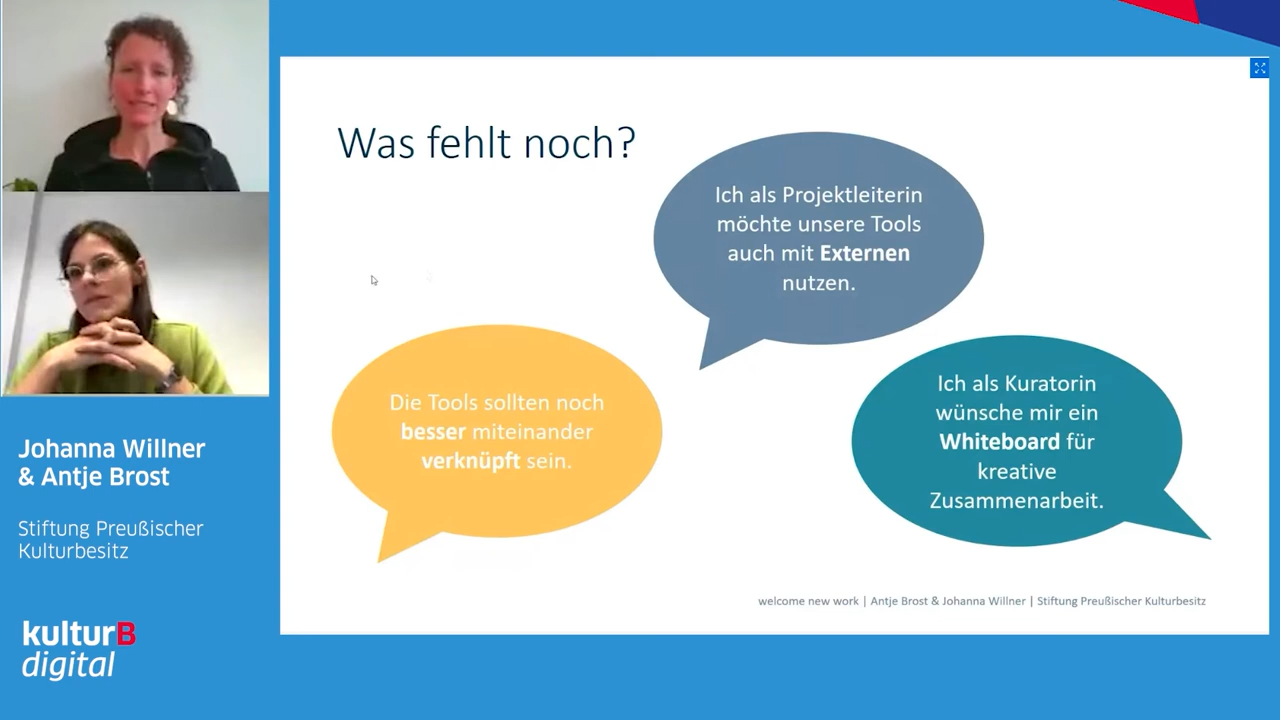 Was fehlt noch?
Ich als Projektleiterin
möchte unsere Tools
auch mit Externen
nutzen.
Die Tools sollten noch
besser miteinander
verknüpft sein.
Ich als Kuratorin
wünsche mir ein
Whiteboard für
kreative
Zusammenarbeit.
welcome new work | Antje Brost & Johanna Willner | Stiftung Preußischer Kulturbesitz
Johanna Willner
& Antje Brost
Stiftung Preußischer
Kulturbesitz
kulturB
digital